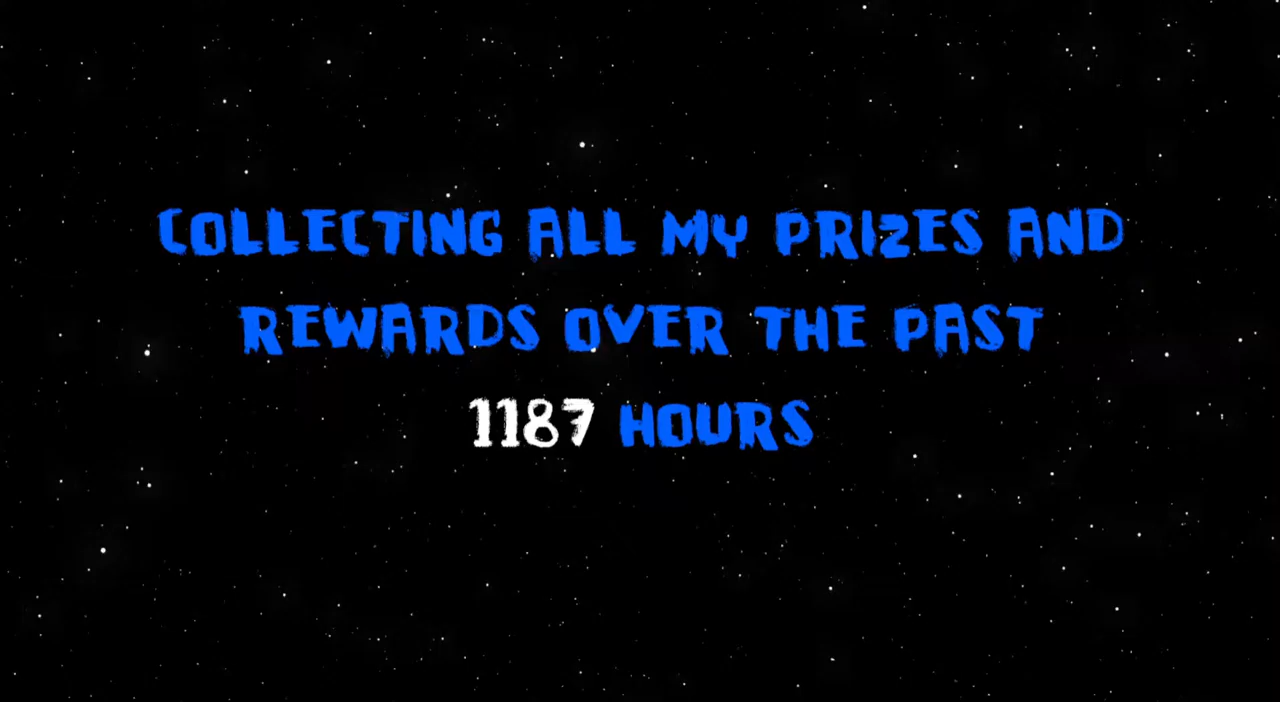 COLLECTING ALL MY PRIZES AND
REWARDS OVER THE PAST
1187 HOURS